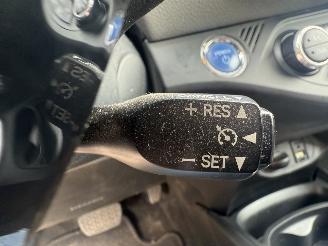 + RES ▲
− SET ▼